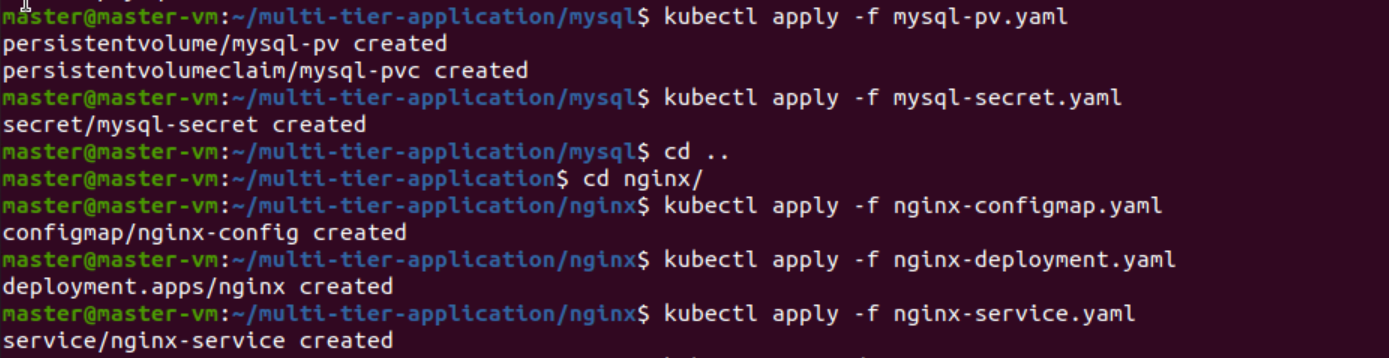 master@master-vm:~/multi-tier-application/mysql$ kubectl apply -f mysql-pv.yaml
persistentvolume/mysql-pv created
persistentvolumeclaim/mysql-pvc created
master@master-vm:~/multi-tier-application/mysql$ kubectl apply -f mysql-secret.yaml
secret/mysql-secret created
master@master-vm:~/multi-tier-application/mysql$ cd ..
master@master-vm:~/multi-tier-application$ cd nginx/
master@master-vm:~/multi-tier-application/nginx$ kubectl apply -f nginx-configmap.yaml
configmap/nginx-config created
master@master-vm:~/multi-tier-application/nginx$ kubectl apply -f nginx-deployment.yaml
deployment.apps/nginx created
master@master-vm:~/multi-tier-application/nginx$ kubectl apply -f nginx-service.yaml
service/nginx-service created